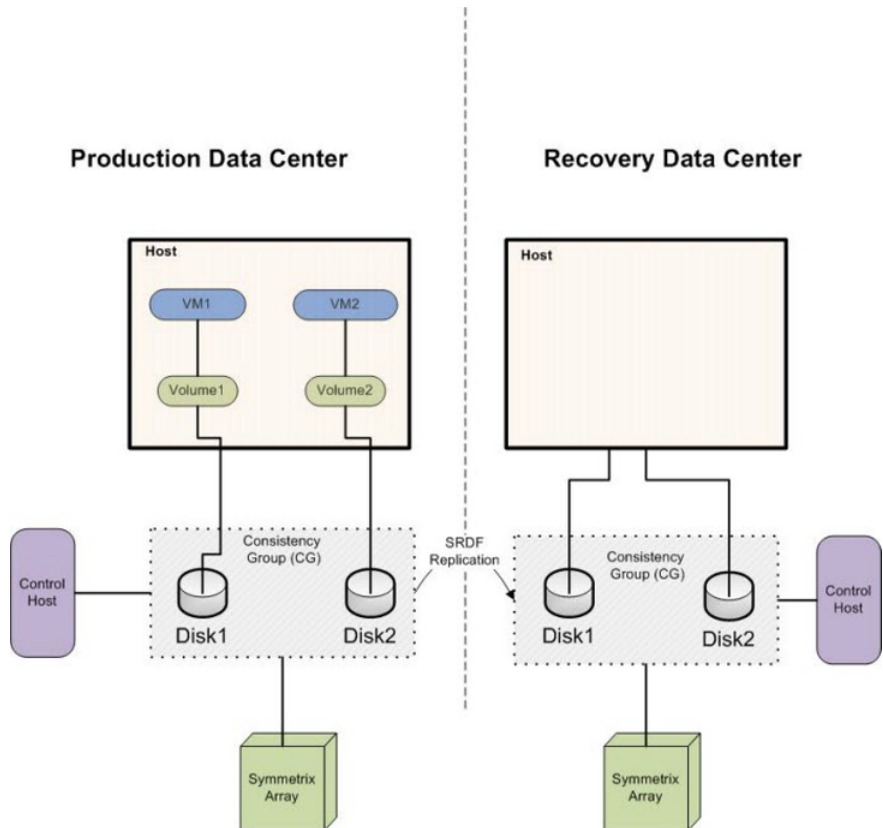 Production Data Center
Recovery Data Center
Host
VM1
VM2
Volume1
Volume2
Host
Consistency
Group (CG)
SRDF
Replication
Consistency
Group (CG)
Control
Host
Disk1
Disk2
Disk1
Disk2
Control
Host
Symmetrix
Array
Symmetrix
Array